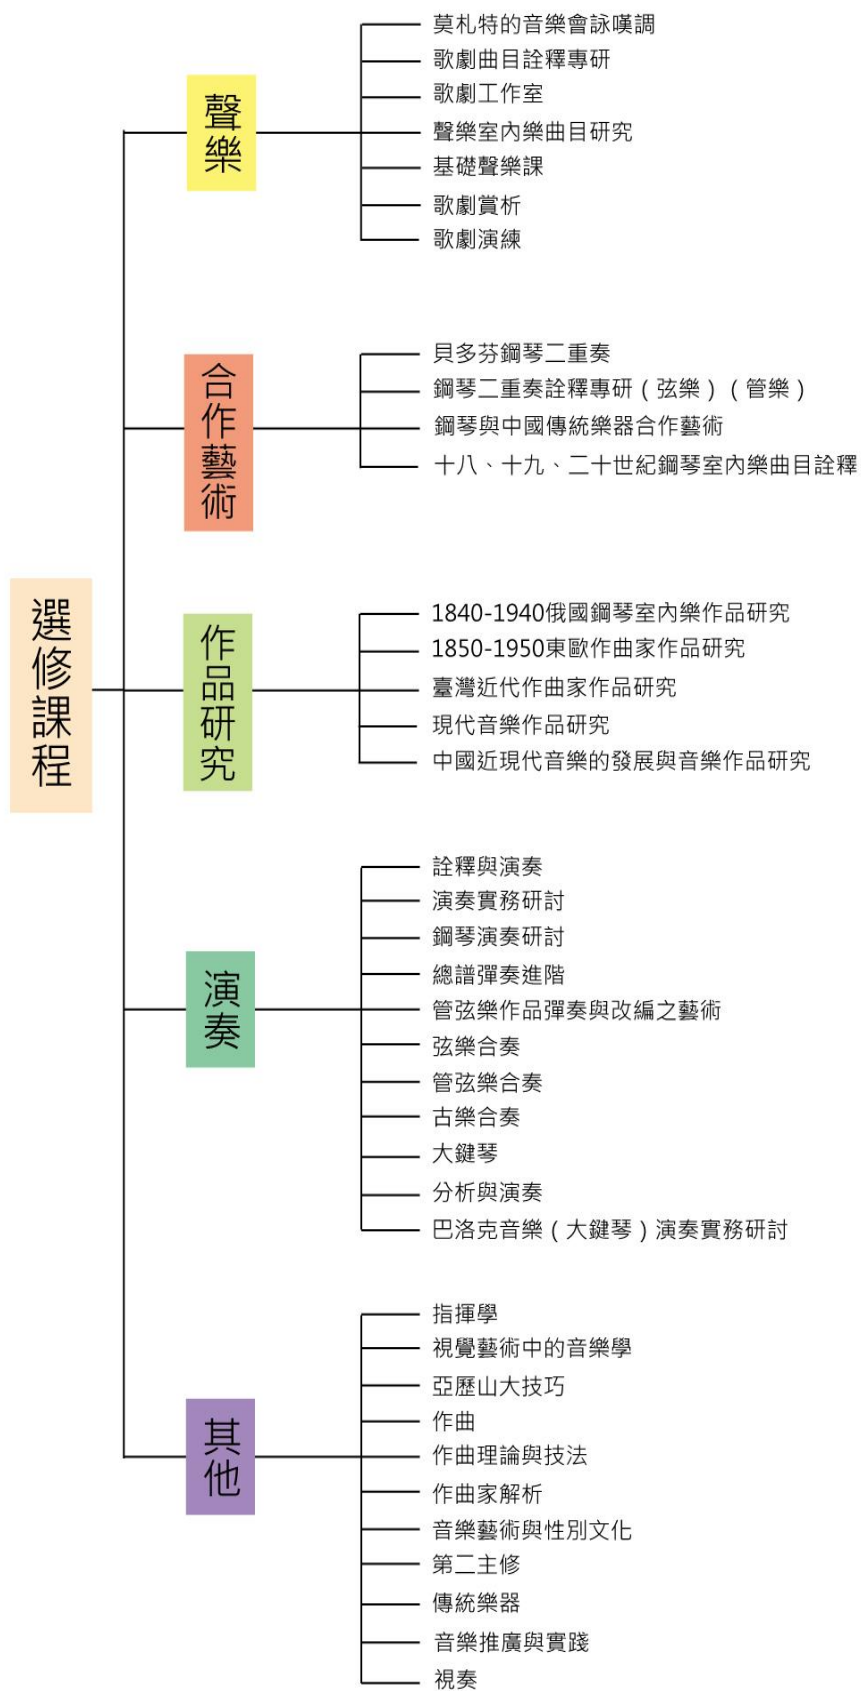 選修課程
聲樂
莫札特的音樂會詠嘆調
歌劇曲目詮釋專研
歌劇工作室
聲樂室內樂曲目研究
基礎聲樂課
歌劇賞析
歌劇演練
合作藝術
貝多芬鋼琴二重奏
鋼琴二重奏詮釋專研(弦樂)(管樂)
鋼琴與中國傳統樂器合作藝術
十八、十九、二十世紀鋼琴室內樂曲目詮釋
作品研究
1840-1940俄國鋼琴室內樂作品研究
1850-1950東歐作曲家作品研究
臺灣近代作曲家作品研究
現代音樂作品研究
中國近現代音樂的發展與音樂作品研究
演奏
詮釋與演奏
演奏實務研討
鋼琴演奏研討
總譜彈奏進階
管弦樂作品彈奏與改編之藝術
弦樂合奏
管弦樂合奏
古樂合奏
大鍵琴
分析與演奏
巴洛克音樂(大鍵琴)演奏實務研討
其他
指揮學
視覺藝術中的音樂學
亞歷山大技巧
作曲
作曲理論與技法
作曲家解析
音樂藝術與性別文化
第二主修
傳統樂器
音樂推廣與實踐
視奏